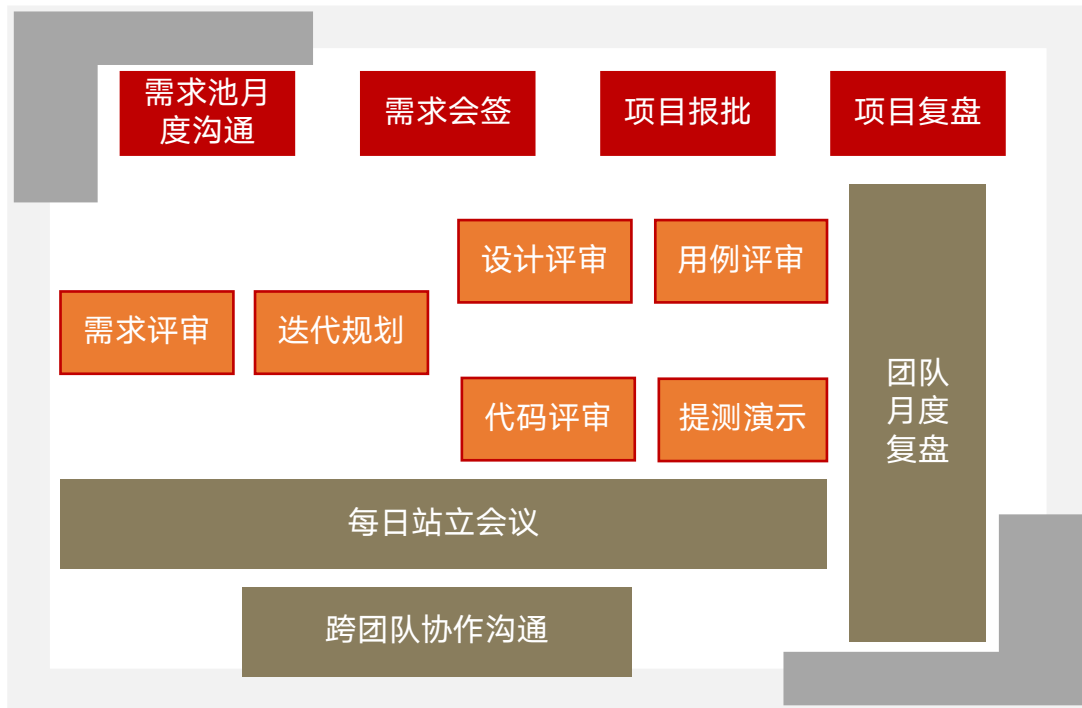 需求池月
度沟通
需求会签
项目报批
项目复盘
设计评审
用例评审
需求评审
迭代规划
代码评审
提测演示
团队
月度
复盘
每日站立会议
跨团队协作沟通